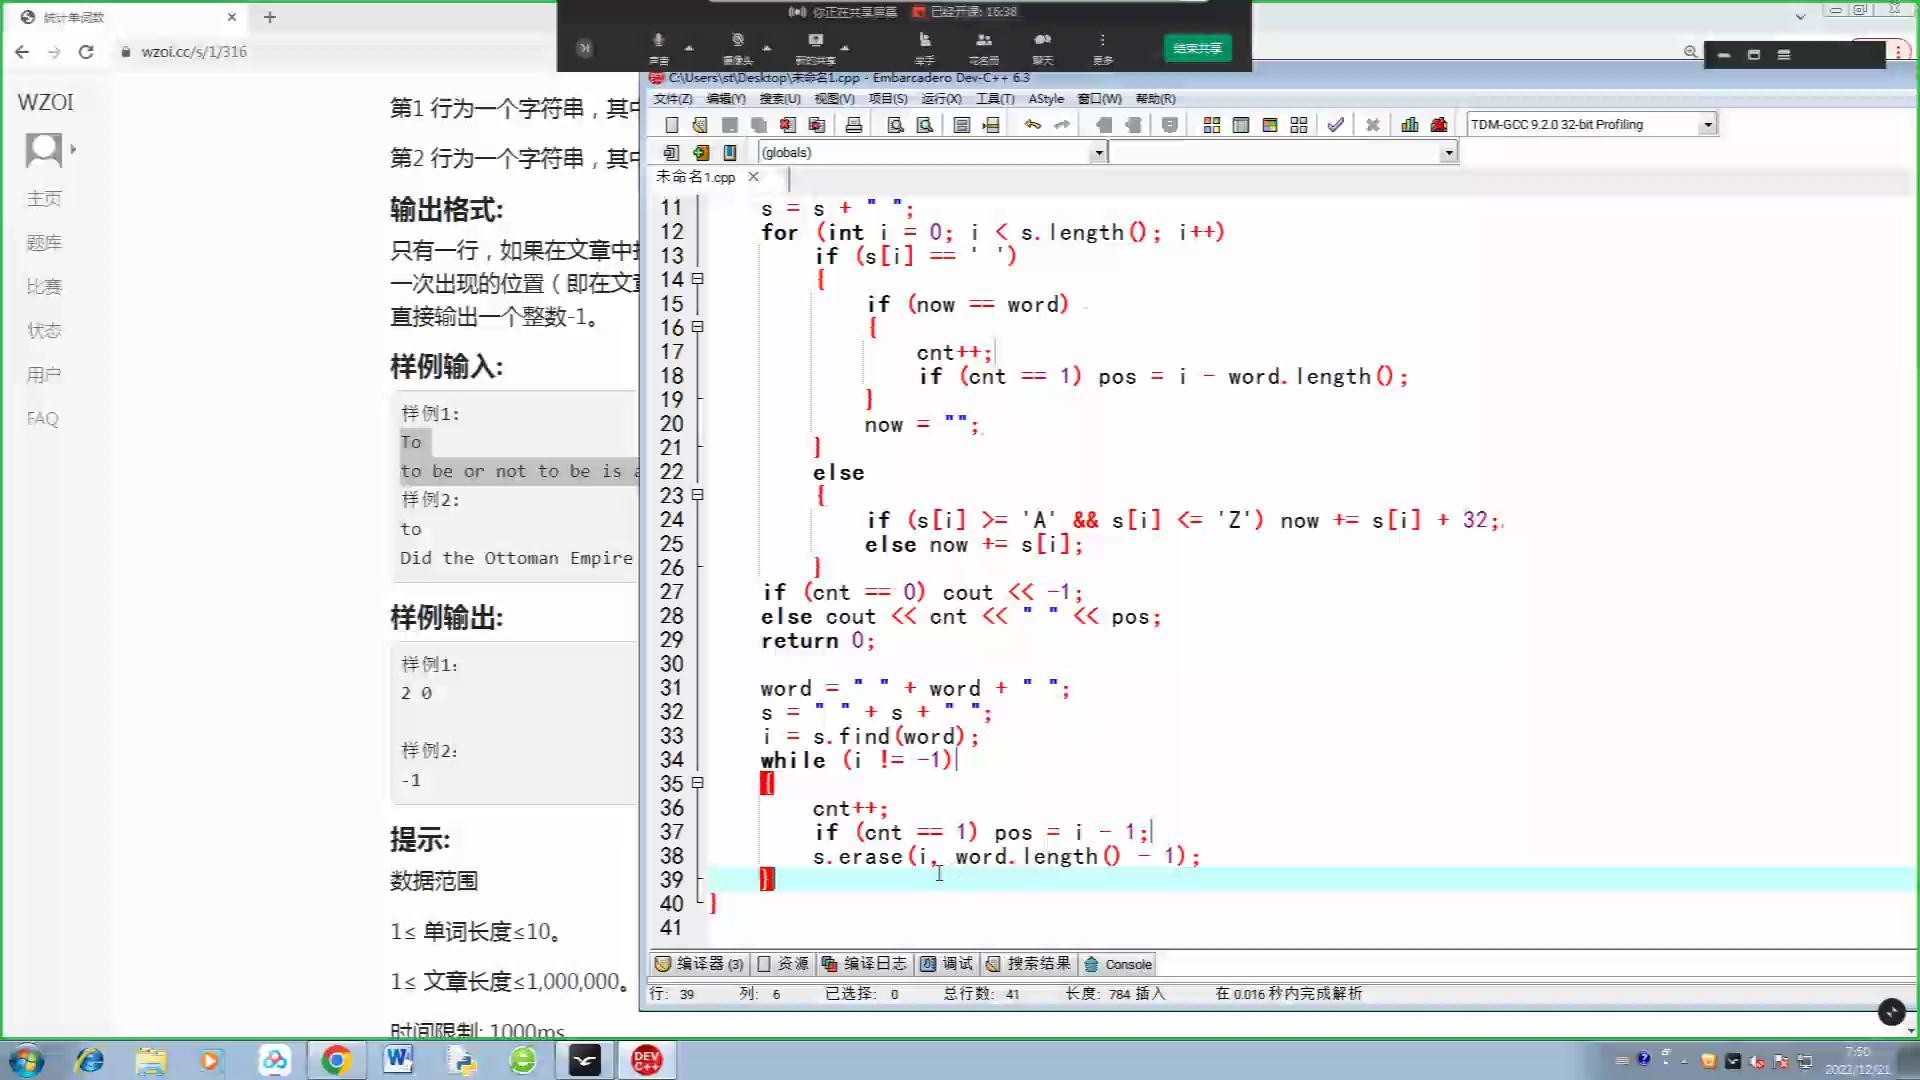 统计单词数
你正在共享屏幕 已经开课: 16:38
wzoi.cc/s/1/316
声音 摄像头 新的共享 举手 花名册 聊天 更多 结束共享
WZOI
主页
题库
比赛
状态
用户
FAQ
第1 行为一个字符串，其中
第2 行为一个字符串，其中
输出格式:
只有一行，如果在文章中找
一次出现的位置（即在文章
直接输出一个整数-1。
样例输入:
样例1:
To
to be or not to be is a
样例2:
to
Did the Ottoman Empire
样例输出:
样例1:
2 0
样例2:
-1
提示:
数据范围
1≤ 单词长度≤10。
1≤ 文章长度≤1,000,000。
时间限制: 1000ms
C:\Users\st\Desktop\未命名1.cpp - Embarcadero Dev-C++ 6.3
文件(Z) 编辑(Y) 搜索(U) 视图(V) 项目(S) 运行(X) 工具(T) AStyle 窗口(W) 帮助(R)
TDM-GCC 9.2.0 32-bit Profiling
(globals)
未命名1.cpp
11 s = s + " ";
12 for (int i = 0; i < s.length(); i++)
13 if (s[i] == ' ')
14 {
15 if (now == word)
16 {
17 cnt++;
18 if (cnt == 1) pos = i - word.length();
19 }
20 now = "";
21 }
22 else
23 {
24 if (s[i] >= 'A' && s[i] <= 'Z') now += s[i] + 32;
25 else now += s[i];
26 }
27 if (cnt == 0) cout << -1;
28 else cout << cnt << " " << pos;
29 return 0;
30
31 word = " " + word + " ";
32 s = " " + s + " ";
33 i = s.find(word);
34 while (i != -1)
35 {
36 cnt++;
37 if (cnt == 1) pos = i - 1;
38 s.erase(i, word.length() - 1);
39 }
40 }
41
编译器 (3) 资源 编译日志 调试 搜索结果 Console
行: 39 列: 6 已选择: 0 总行数: 41 长度: 784 插入 在 0.016 秒内完成解析
7:50
2022/12/21